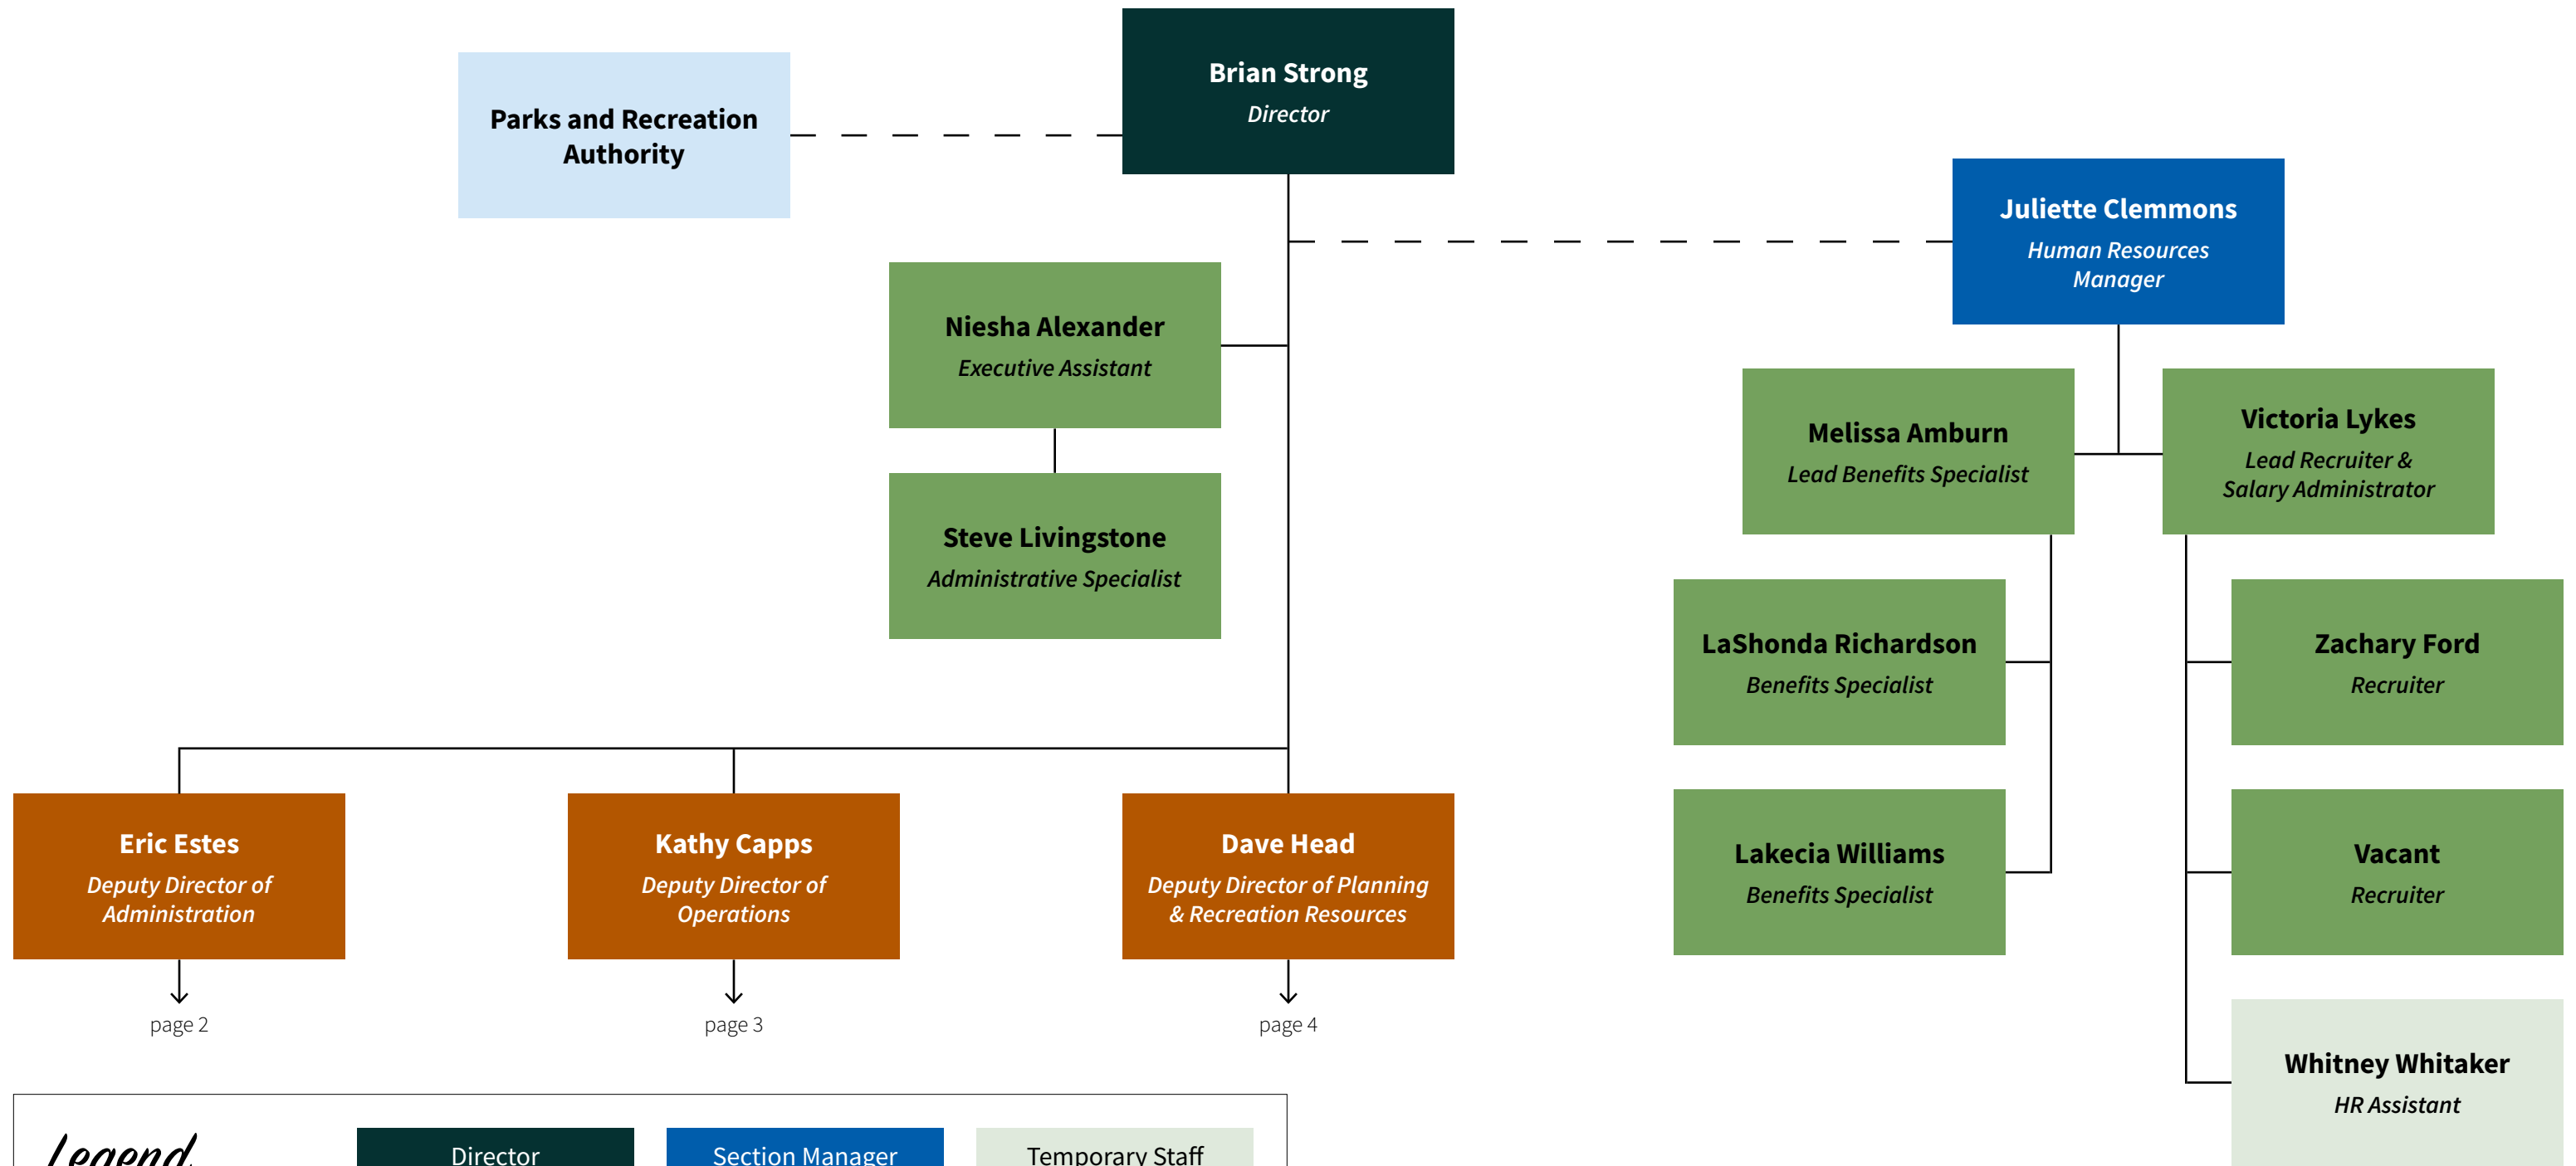 Brian Strong
Director
Parks and Recreation
Authority
Juliette Clemmons
Human Resources
Manager
Niesha Alexander
Executive Assistant
Melissa Amburn
Lead Benefits Specialist
Victoria Lykes
Lead Recruiter &
Salary Administrator
Steve Livingstone
Administrative Specialist
LaShonda Richardson
Benefits Specialist
Zachary Ford
Recruiter
Eric Estes
Deputy Director of
Administration
Kathy Capps
Deputy Director of
Operations
Dave Head
Deputy Director of Planning
& Recreation Resources
Lakecia Williams
Benefits Specialist
Vacant
Recruiter
page 2
page 3
page 4
Whitney Whitaker
HR Assistant
Legend
Director
Section Manager
Temporary Staff